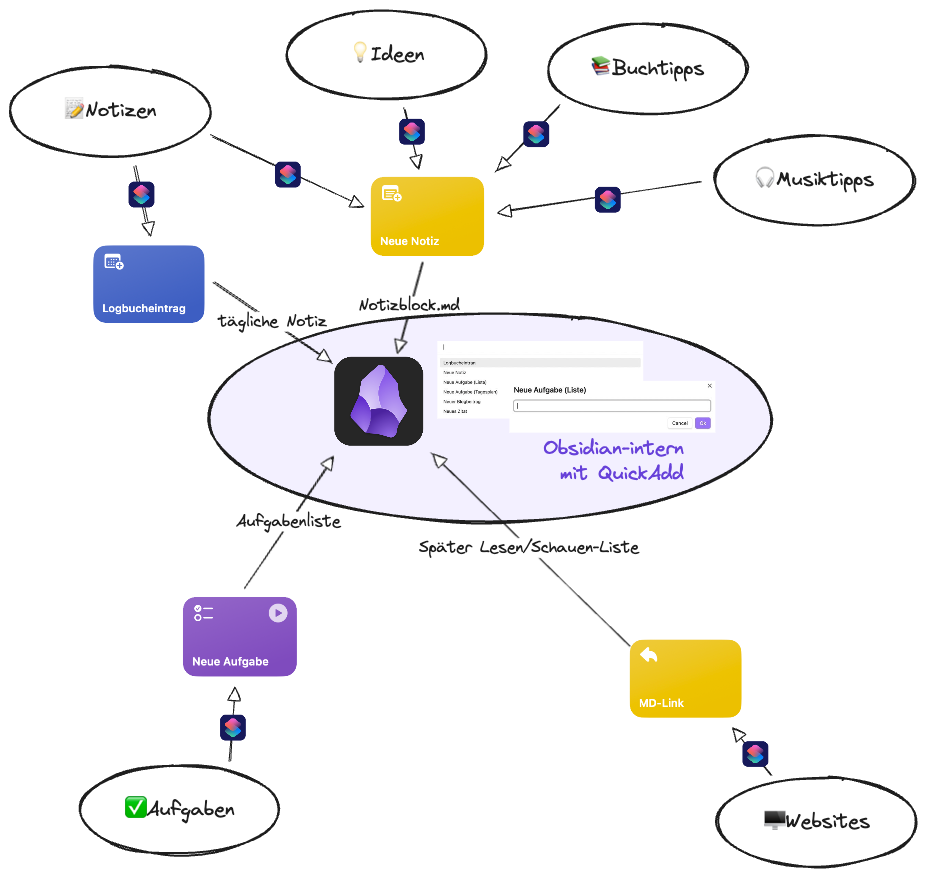 💡Ideen
📚Buchtipps
📝Notizen
🎧Musiktipps
Neue Notiz
Logbucheintrag
Notizblock.md
tägliche Notiz
Logbucheintrag
Neue Notiz
Neue Aufgabe (Liste)
Neue Aufgabe (Tagesplan)
Neuer Blogbeitrag
Neues Zitat
Neue Aufgabe (Liste)
Cancel
Ok
Obsidian-intern
mit QuickAdd
Aufgabenliste
Später Lesen/Schauen-Liste
Neue Aufgabe
MD-Link
✅Aufgaben
🖥️Websites